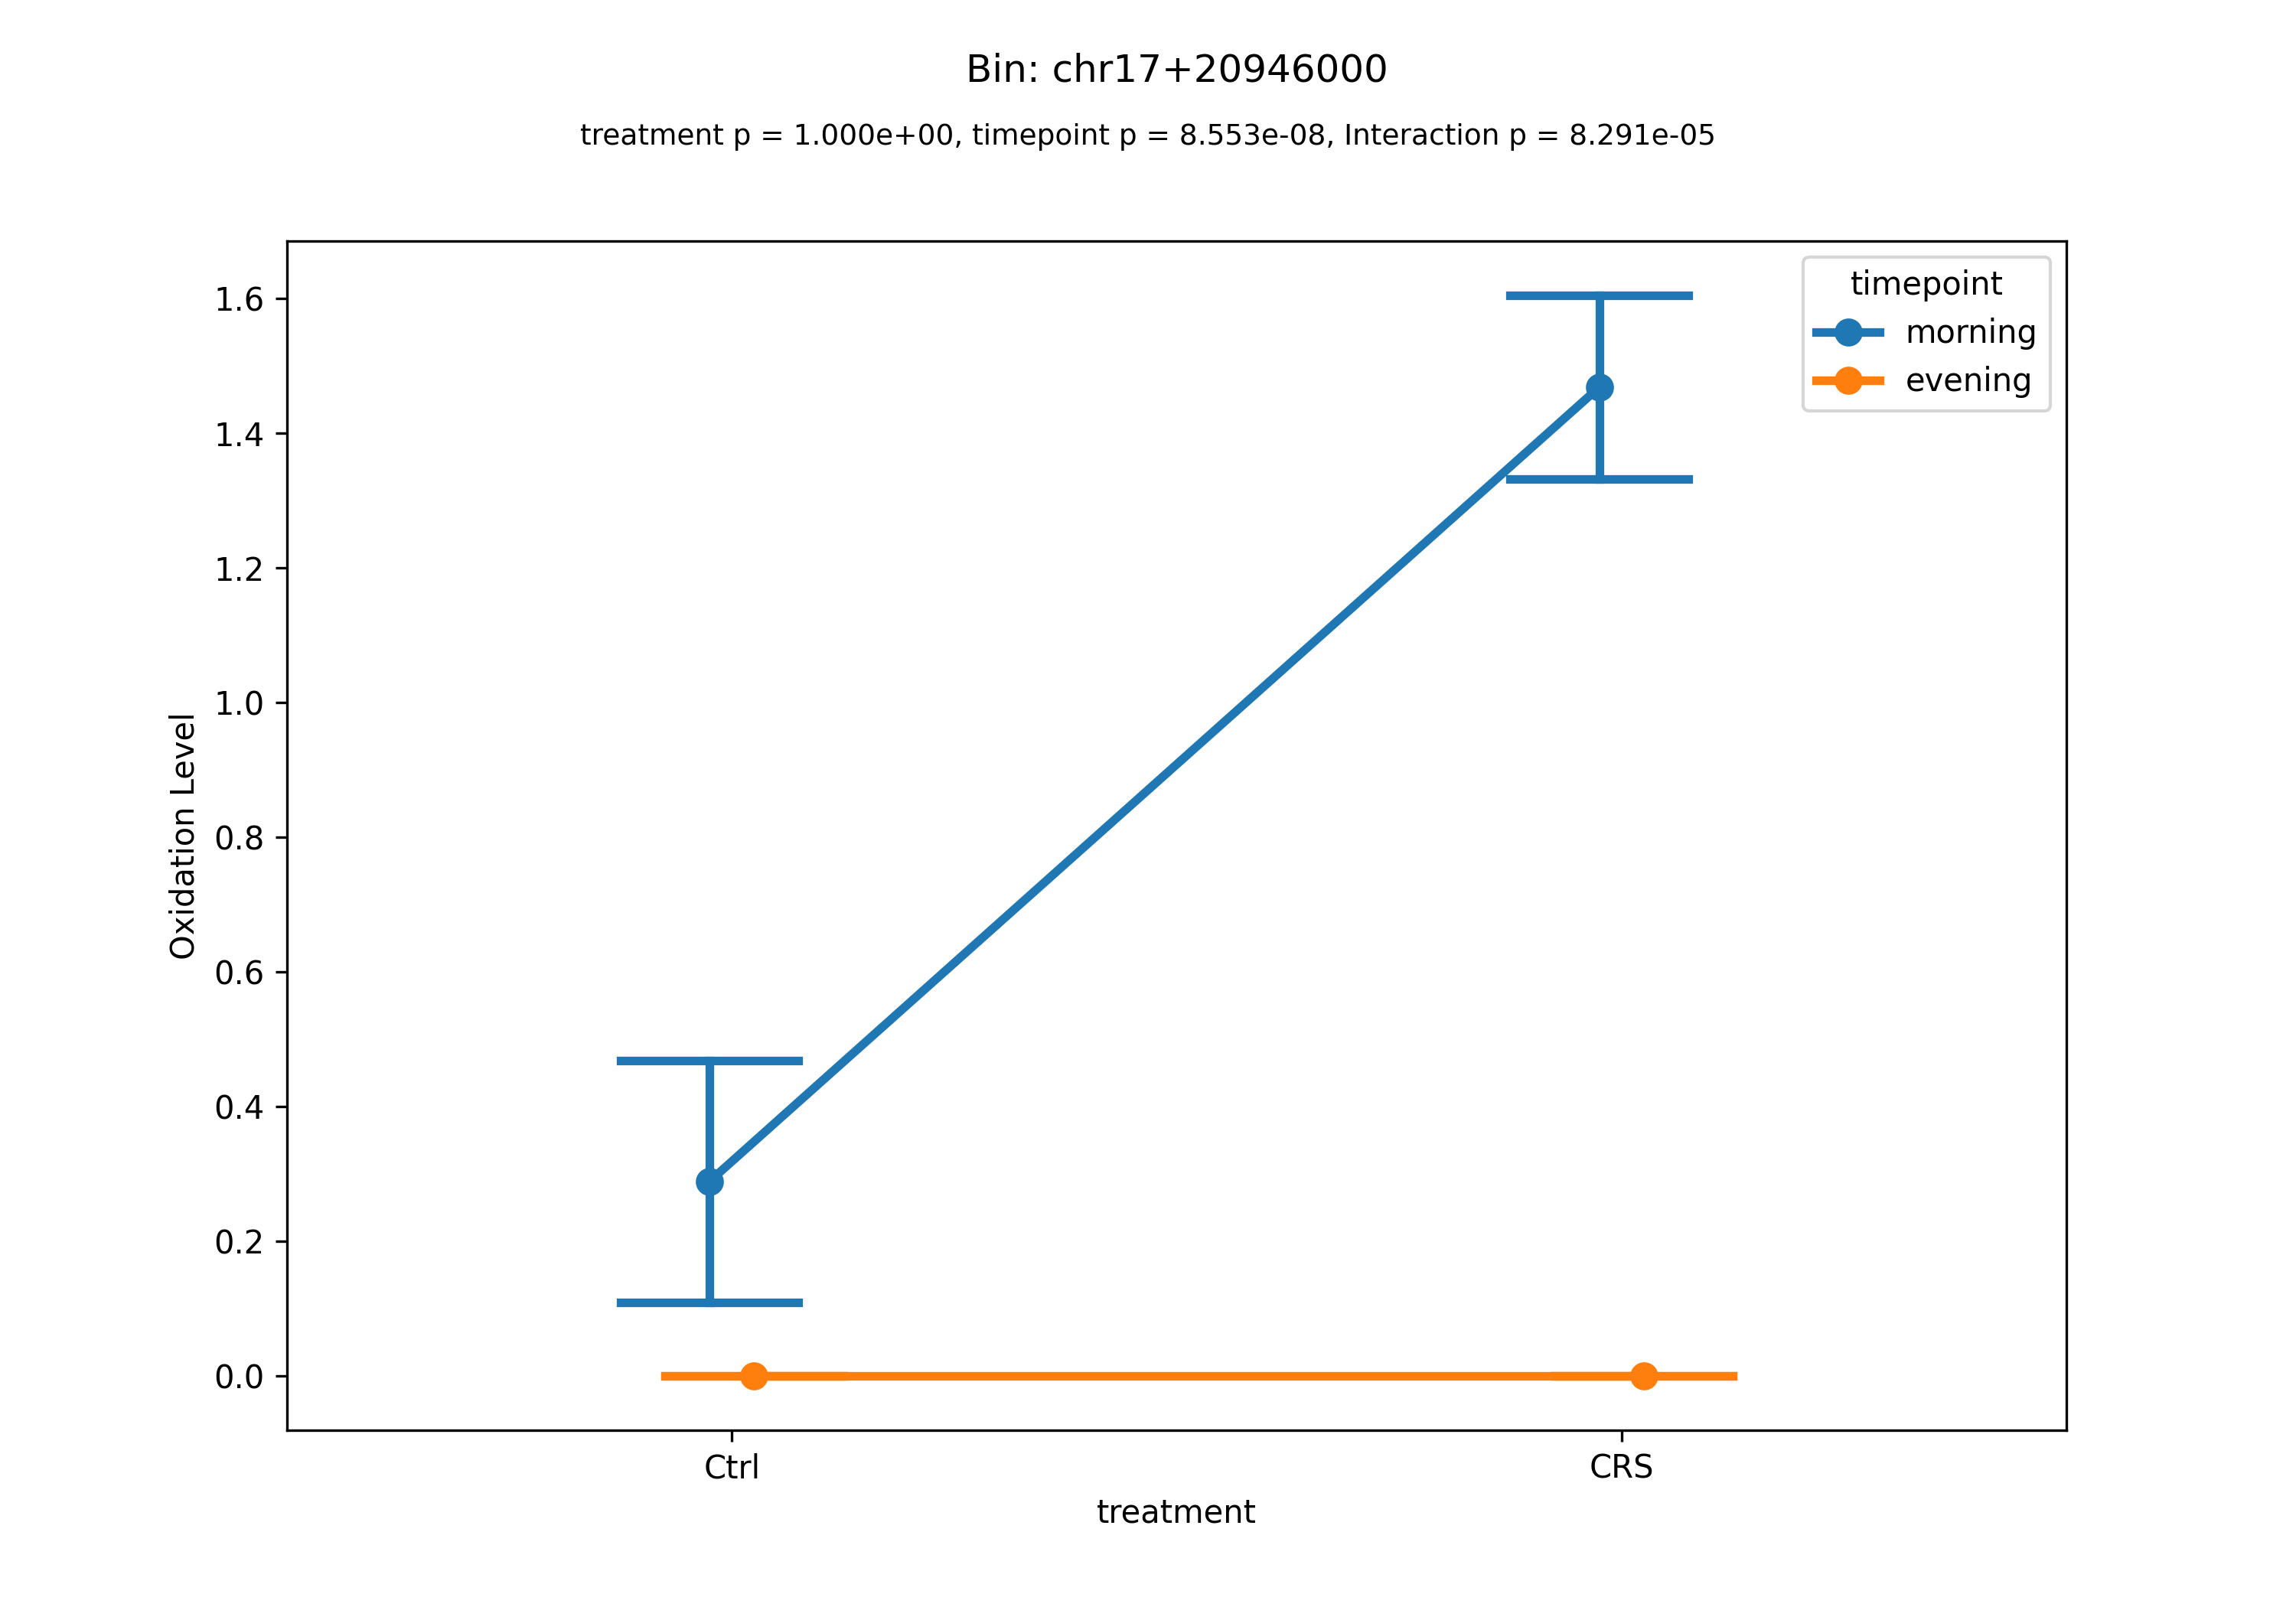 Bin: chr17+20946000
treatment p = 1.000e+00, timepoint p = 8.553e-08, Interaction p = 8.291e-05
timepoint
morning
evening
1.6
1.4
1.2
1.0
0.8
0.6
0.4
0.2
0.0
Oxidation Level
Ctrl
CRS
treatment